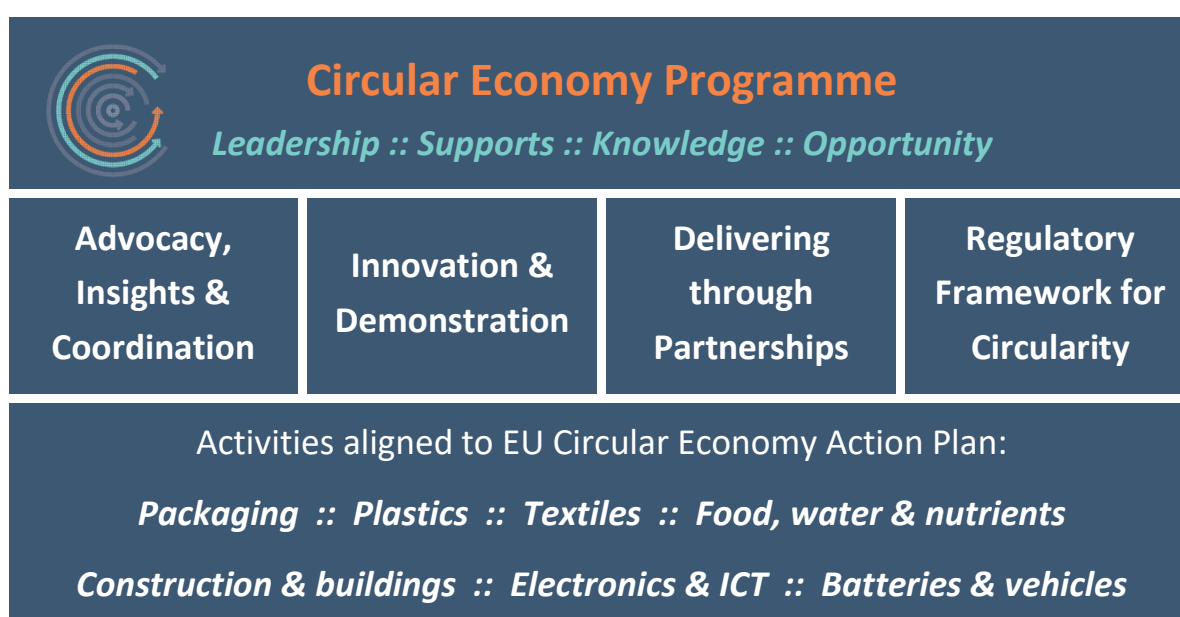 Circular Economy Programme
Leadership :: Supports :: Knowledge :: Opportunity
Advocacy,
Insights &
Coordination
Innovation &
Demonstration
Delivering
through
Partnerships
Regulatory
Framework for
Circularity
Activities aligned to EU Circular Economy Action Plan:
Packaging :: Plastics :: Textiles :: Food, water & nutrients
Construction & buildings :: Electronics & ICT :: Batteries & vehicles